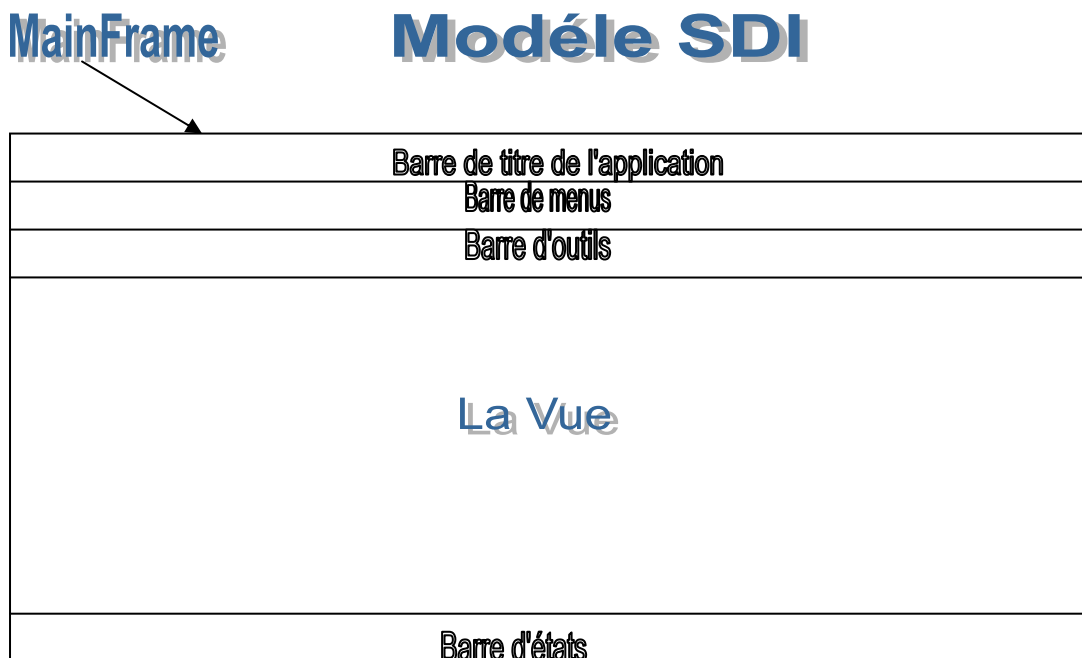 MainFrame
Modéle SDI
Barre de titre de l'application
Barre de menus
Barre d'outils
La Vue
Barre d'états